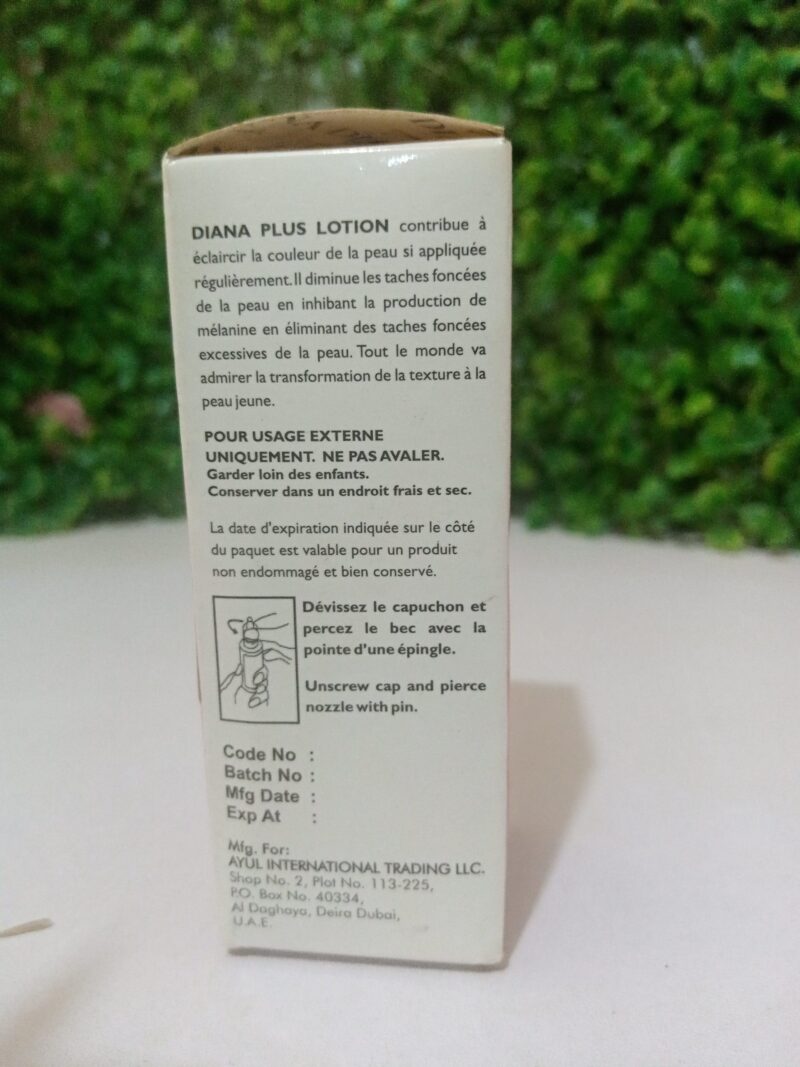 DIANA PLUS LOTION contribue à
éclaircir la couleur de la peau si appliquée
régulièrement. Il diminue les taches foncées
de la peau en inhibant la production de
mélanine en éliminant des taches foncées
excessives de la peau. Tout le monde va
admirer la transformation de la texture à la
peau jeune.
POUR USAGE EXTERNE
UNIQUEMENT. NE PAS AVALER.
Garder loin des enfants.
Conserver dans un endroit frais et sec.
La date d'expiration indiquée sur le côté
du paquet est valable pour un produit
non endommagé et bien conservé.
Dévissez le capuchon et
percez le bec avec la
pointe d'une épingle.
Unscrew cap and pierce
nozzle with pin.
Code No :
Batch No :
Mfg Date :
Exp At :
Mfg. For:
AYUL INTERNATIONAL TRADING LLC.
Shop No. 2, Plot No. 113-225,
P.O. Box No. 40334,
Al Daghaya, Deira Dubai,
U.A.E.